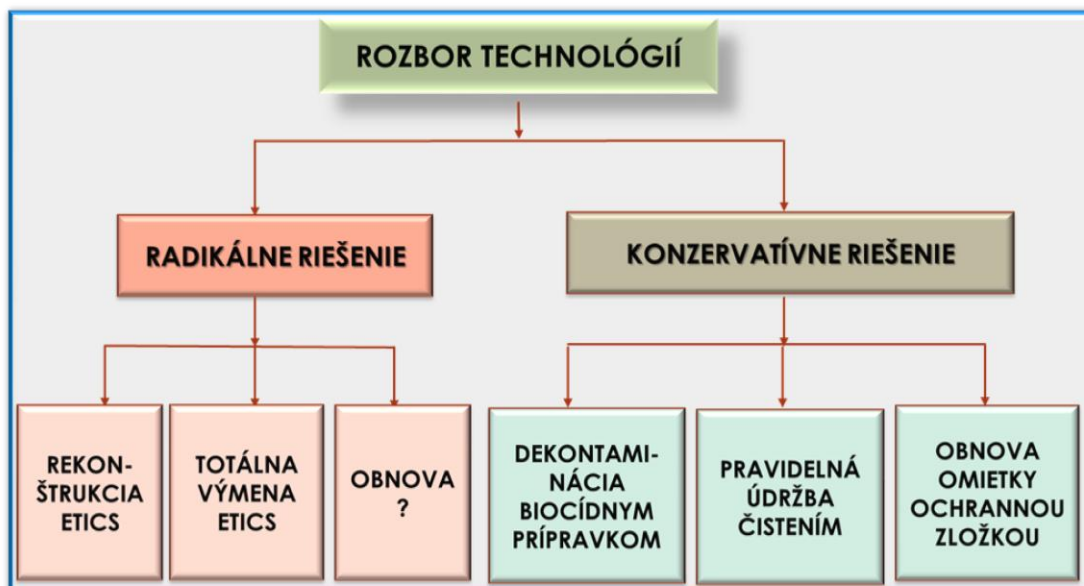 ROZBOR TECHNOLÓGIÍ
RADIKÁLNE RIEŠENIE
KONZERVATÍVNE RIEŠENIE
REKON-
ŠTRUKCIA
ETICS
TOTÁLNA
VÝMENA
ETICS
OBNOVA
?
DEKONTAMI-
NÁCIA
BIOCÍDNYM
PRÍPRAVKOM
PRAVIDELNÁ
ÚDRŽBA
ČISTENÍM
OBNOVA
OMIETKY
OCHRANNOU
ZLOŽKOU